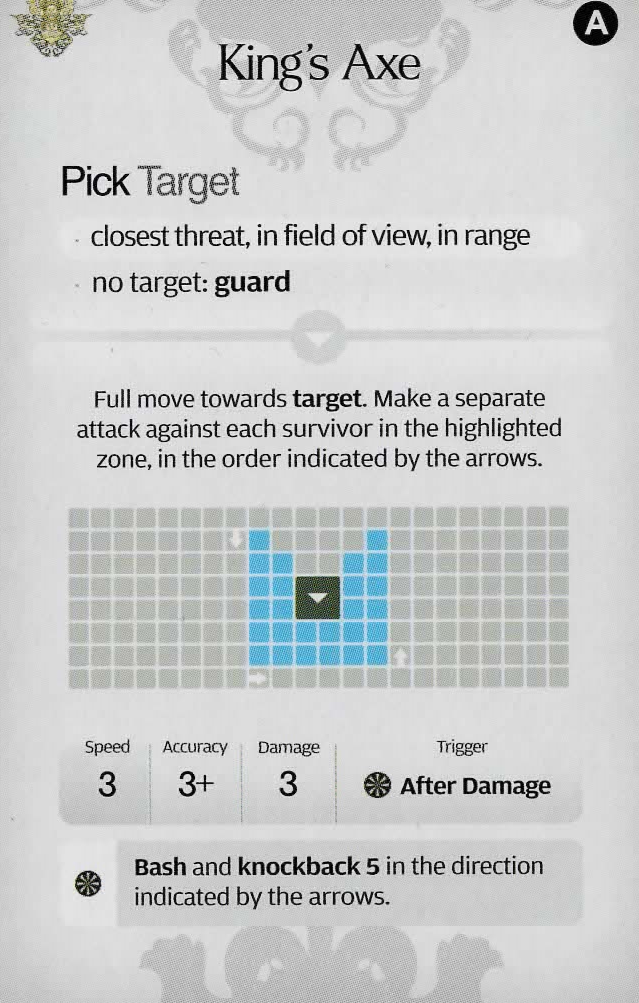 A
King's Axe
Pick Target
· closest threat, in field of view, in range
· no target: guard
Full move towards target. Make a separate
attack against each survivor in the highlighted
zone, in the order indicated by the arrows.
Speed Accuracy Damage Trigger
3 3+ 3 After Damage
Bash and knockback 5 in the direction
indicated by the arrows.